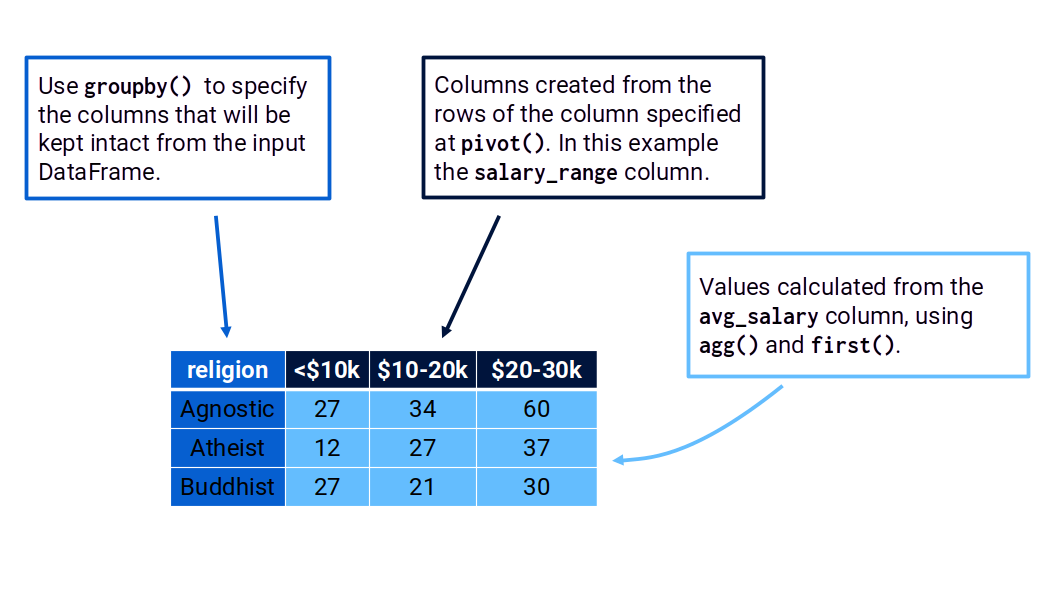 Use groupby() to specify
the columns that will be
kept intact from the input
DataFrame.
Columns created from the
rows of the column specified
at pivot(). In this example
the salary_range column.
Values calculated from the
avg_salary column, using
agg() and first().
religion <$10k $10-20k $20-30k
Agnostic 27 34 60
Atheist 12 27 37
Buddhist 27 21 30